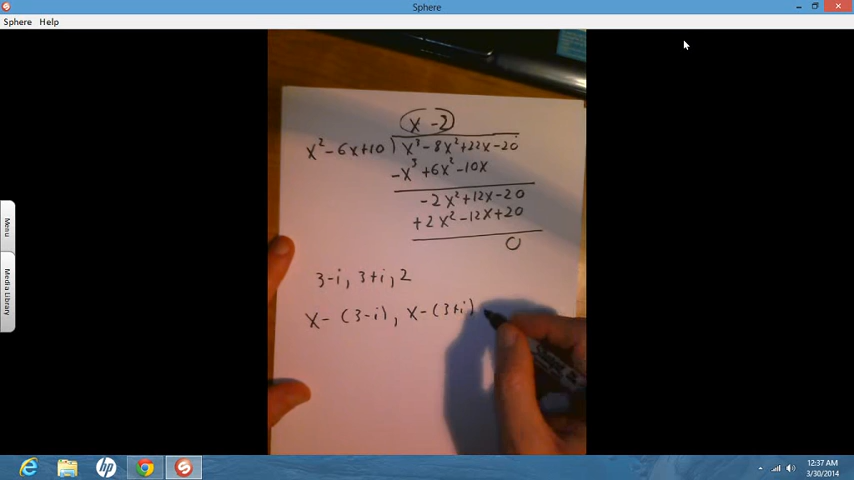 Sphere
Sphere Help
x - 2
x² - 6x + 10 ) x³ - 8x² + 22x - 20
-x³ + 6x² - 10x
-2x² + 12x - 20
+2x² - 12x + 20
0
3-i, 3+i, 2
x - (3-i), x - (3+i)
Menu
Media Library
hp
12:37 AM
3/30/2014